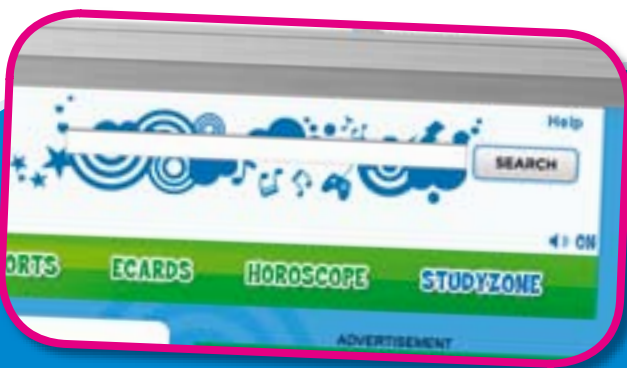 Help
SEARCH
ON
ORTS ECARDS HOROSCOPE STUDYZONE
ADVERTISEMENT